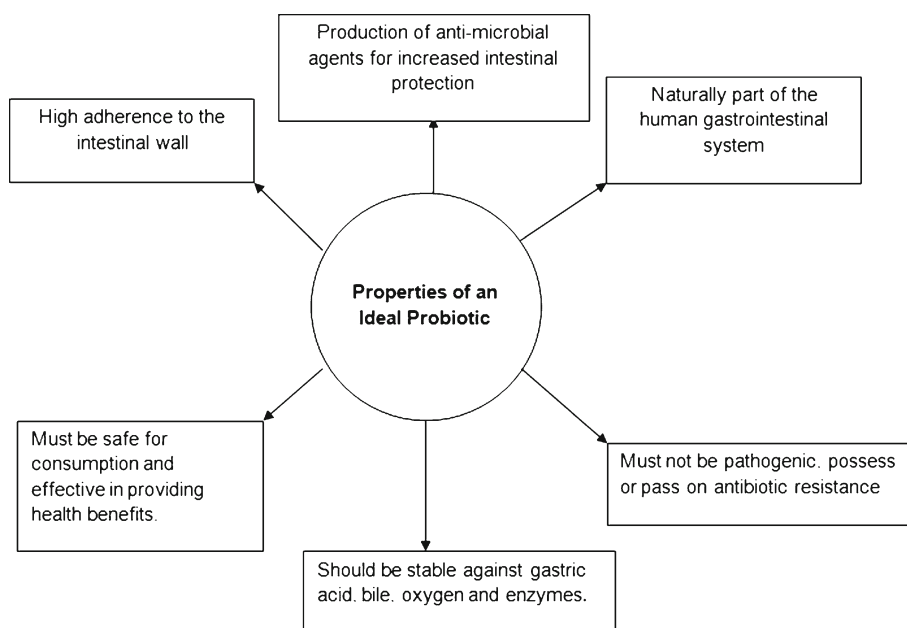 Production of anti-microbial
agents for increased intestinal
protection
High adherence to the
intestinal wall
Naturally part of the
human gastrointestinal
system
Properties of an
Ideal Probiotic
Must be safe for
consumption and
effective in providing
health benefits.
Must not be pathogenic. possess
or pass on antibiotic resistance
Should be stable against gastric
acid. bile. oxygen and enzymes.